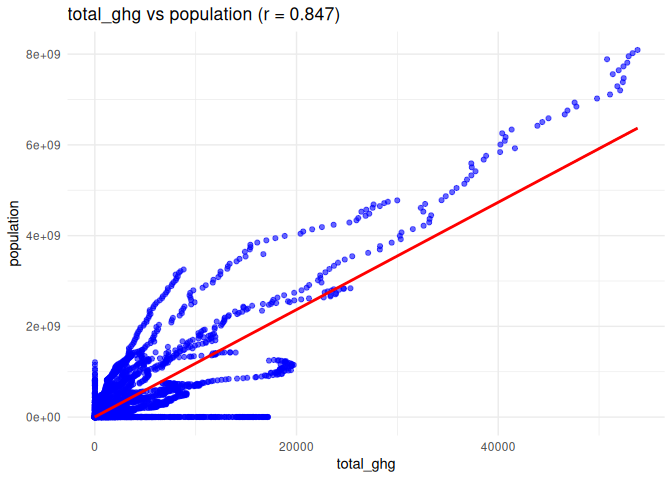 total_ghg vs population (r = 0.847)
8e+09
6e+09
4e+09
2e+09
0e+00
population
0
20000
40000
total_ghg